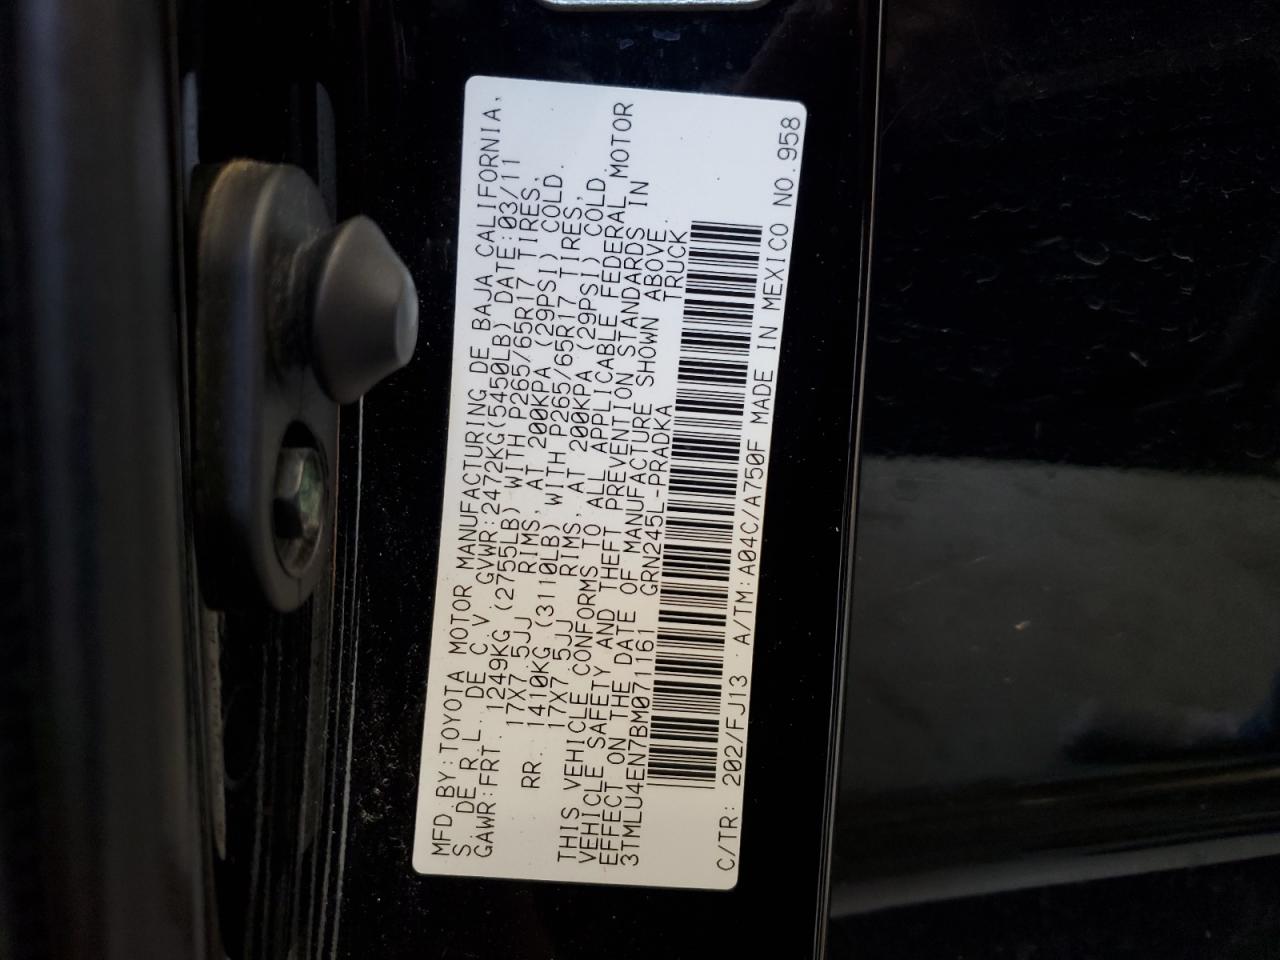 MFD.BY:TOYOTA MOTOR MANUFACTURING DE BAJA CALIFORNIA,
S. DE R.L. DE C.V. GVWR:2472KG(5450LB) DATE:03/11
GAWR:FRT. 1249KG (2755LB) WITH P265/65R17 TIRES,
17X7.5JJ RIMS, AT 200KPA (29PSI) COLD.
RR. 1410KG (3110LB) WITH P265/65R17 TIRES,
17X7.5JJ RIMS, AT 200KPA (29PSI) COLD.
THIS VEHICLE CONFORMS TO ALL APPLICABLE FEDERAL MOTOR
VEHICLE SAFETY AND THEFT PREVENTION STANDARDS IN
EFFECT ON THE DATE OF MANUFACTURE SHOWN ABOVE.
3TMLU4EN7BM071161 GRN245L-PRADKA TRUCK
C/TR: 202/FJ13 A/TM:A04C/A750F MADE IN MEXICO NO.958